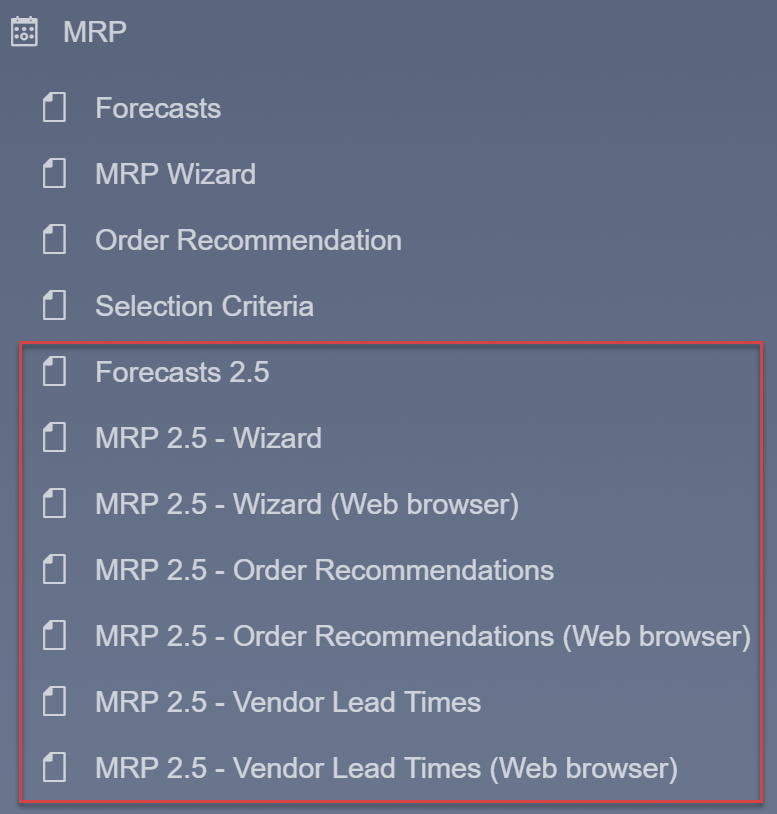 MRP
Forecasts
MRP Wizard
Order Recommendation
Selection Criteria
Forecasts 2.5
MRP 2.5 - Wizard
MRP 2.5 - Wizard (Web browser)
MRP 2.5 - Order Recommendations
MRP 2.5 - Order Recommendations (Web browser)
MRP 2.5 - Vendor Lead Times
MRP 2.5 - Vendor Lead Times (Web browser)